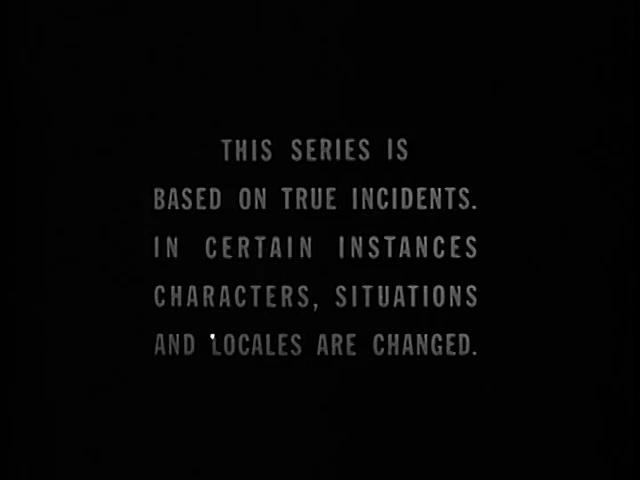 THIS SERIES IS
BASED ON TRUE INCIDENTS.
IN CERTAIN INSTANCES
CHARACTERS, SITUATIONS
AND LOCALES ARE CHANGED.